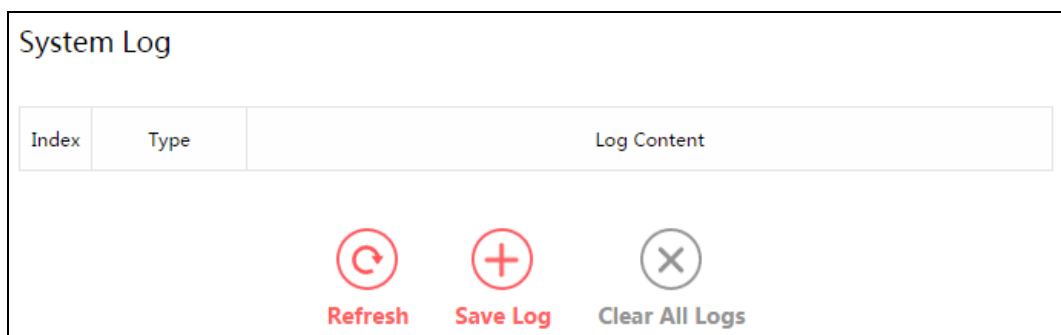 System Log
Index Type Log Content
Refresh Save Log Clear All Logs